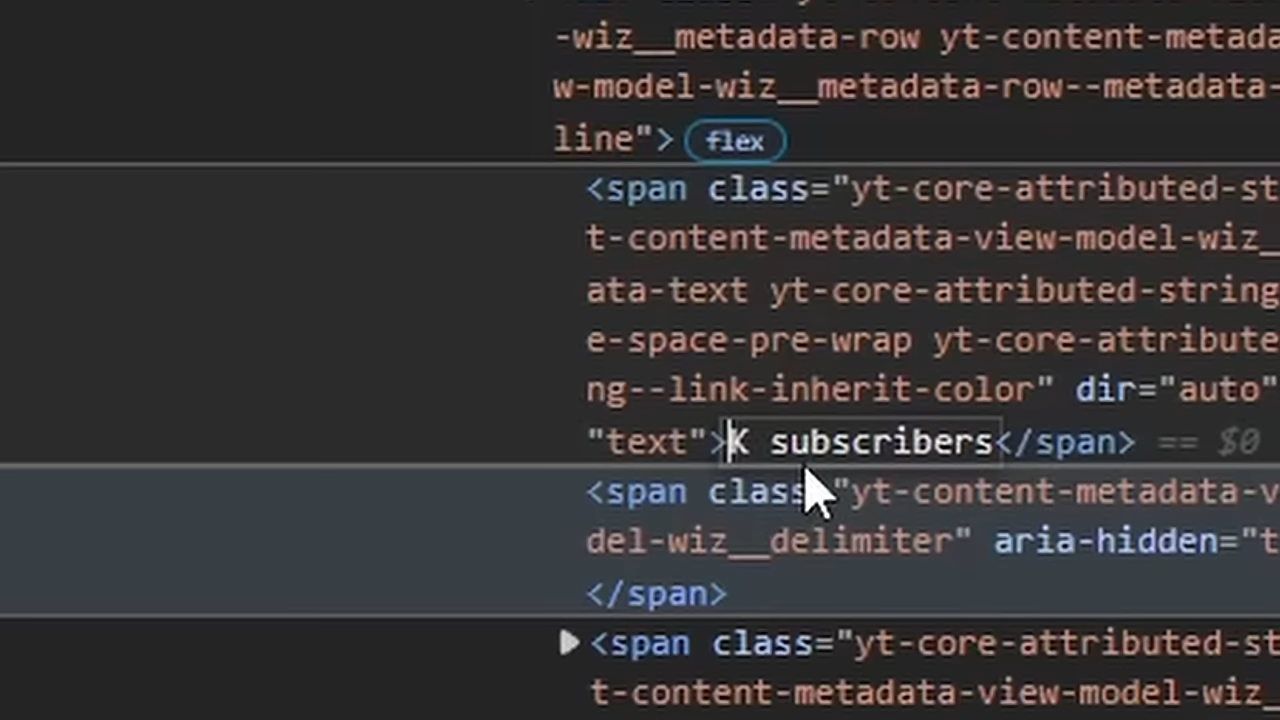 -wiz__metadata-row yt-content-metada
w-model-wiz__metadata-row--metadata-
line">flex
<span class="yt-core-attributed-st
t-content-metadata-view-model-wiz_
ata-text yt-core-attributed-string
e-space-pre-wrap yt-core-attribute
ng--link-inherit-color" dir="auto"
"text">K subscribers</span> == $0
<span class="yt-content-metadata-v
del-wiz__delimiter" aria-hidden="t
</span>
<span class="yt-core-attributed-st
t-content-metadata-view-model-wiz_